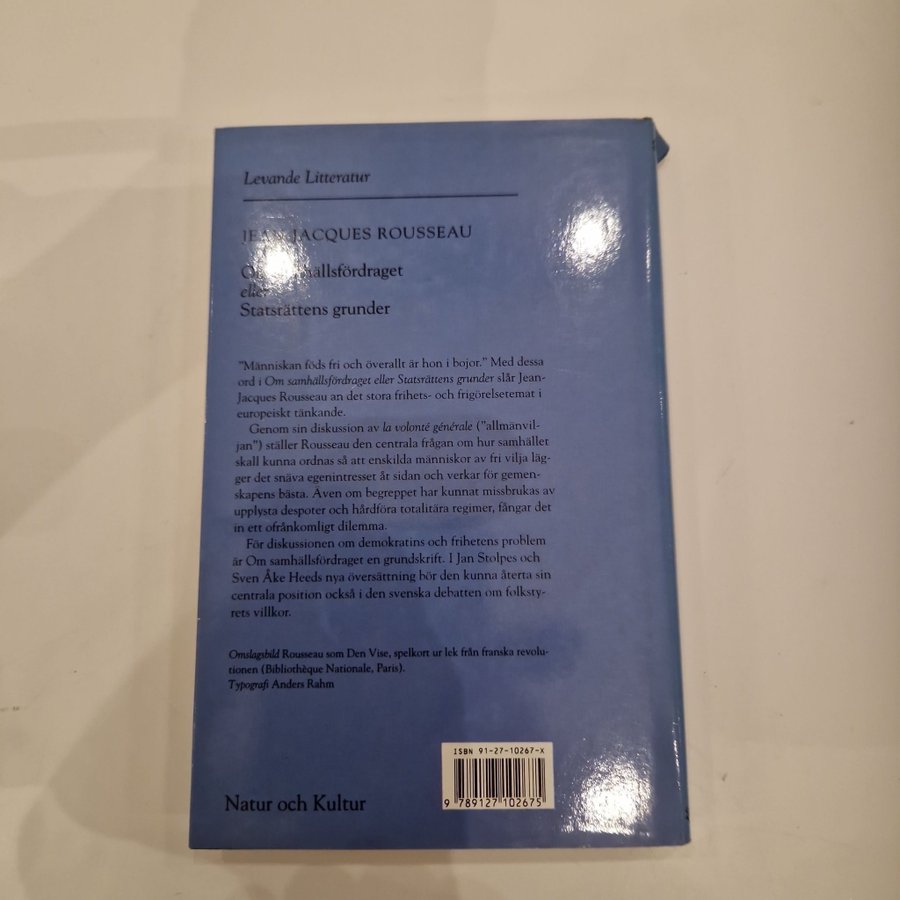 Levande Litteratur
JEAN-JACQUES ROUSSEAU
Om samhällsfördraget
eller
Statsrättens grunder
"Människan föds fri och överallt är hon i bojor." Med dessa
ord i Om samhällsfördraget eller Statsrättens grunder slår Jean-
Jacques Rousseau an det stora frihets- och frigörelsetemat i
europeiskt tänkande.
Genom sin diskussion av la volonté générale ("allmänvil-
jan") ställer Rousseau den centrala frågan om hur samhället
skall kunna ordnas så att enskilda människor av fri vilja läg-
ger det snäva egenintresset åt sidan och verkar för gemen-
skapens bästa. Även om begreppet har kunnat missbrukas av
upplysta despoter och hårdföra totalitära regimer, fångar det
in ett ofrånkomligt dilemma.
För diskussionen om demokratins och frihetens problem
är Om samhällsfördraget en grundskrift. I Jan Stolpes och
Sven Åke Heeds nya översättning bör den kunna återta sin
centrala position också i den svenska debatten om folksty-
rets villkor.
Omslagsbild Rousseau som Den Vise, spelkort ur lek från franska revolu-
tionen (Bibliothèque Nationale, Paris).
Typografi Anders Rahm
ISBN 91-27-10267-X
9 789127 102675
Natur och Kultur